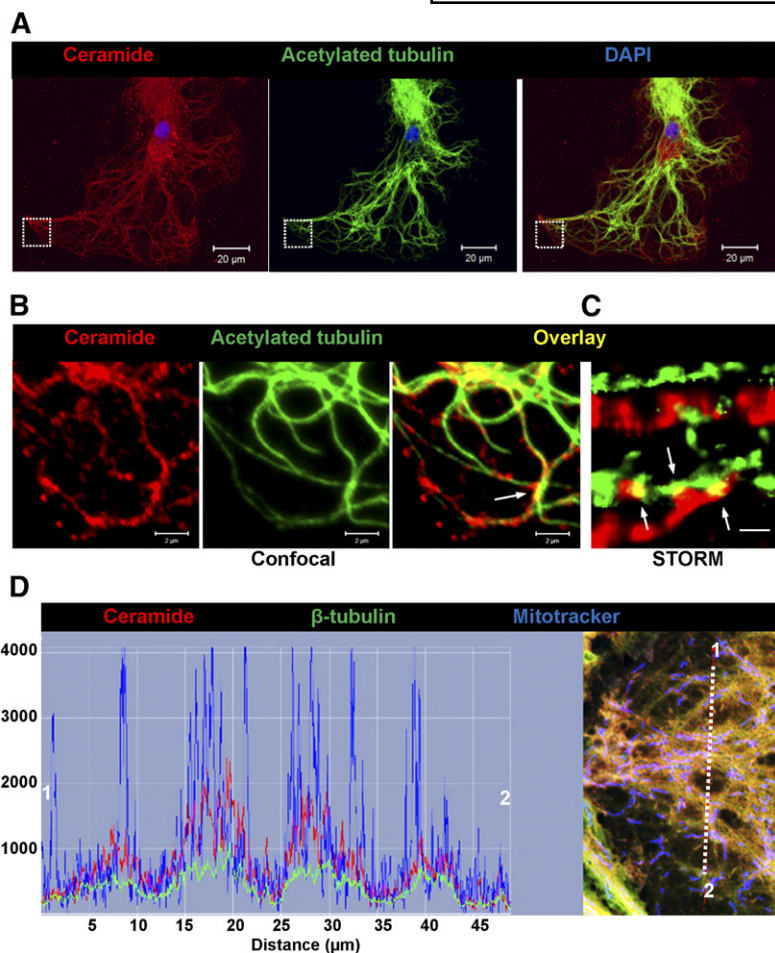 A
Ceramide Acetylated tubulin DAPI
20 µm 20 µm 20 µm
B C
Ceramide Acetylated tubulin Overlay
2 µm 2 µm 2 µm
Confocal STORM
D
Ceramide β-tubulin Mitotracker
4000
3000
2000
1000
1 2
1
2
5 10 15 20 25 30 35 40 45
Distance (µm)